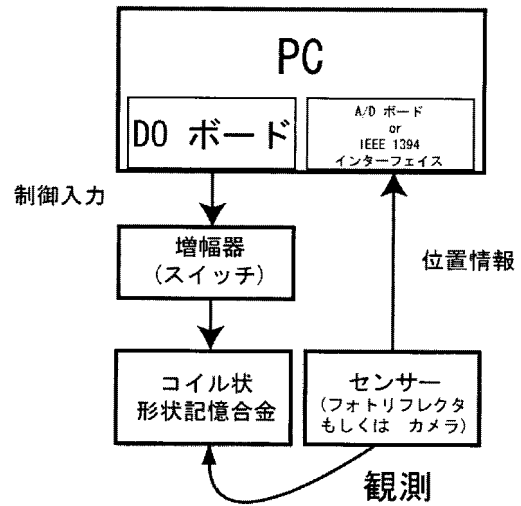 PC
DO ボード
A/D ボード
or
IEEE 1394
インターフェイス
制御入力
増幅器
(スイッチ)
位置情報
コイル状
形状記憶合金
センサー
(フォトリフレクタ
もしくは カメラ)
観測